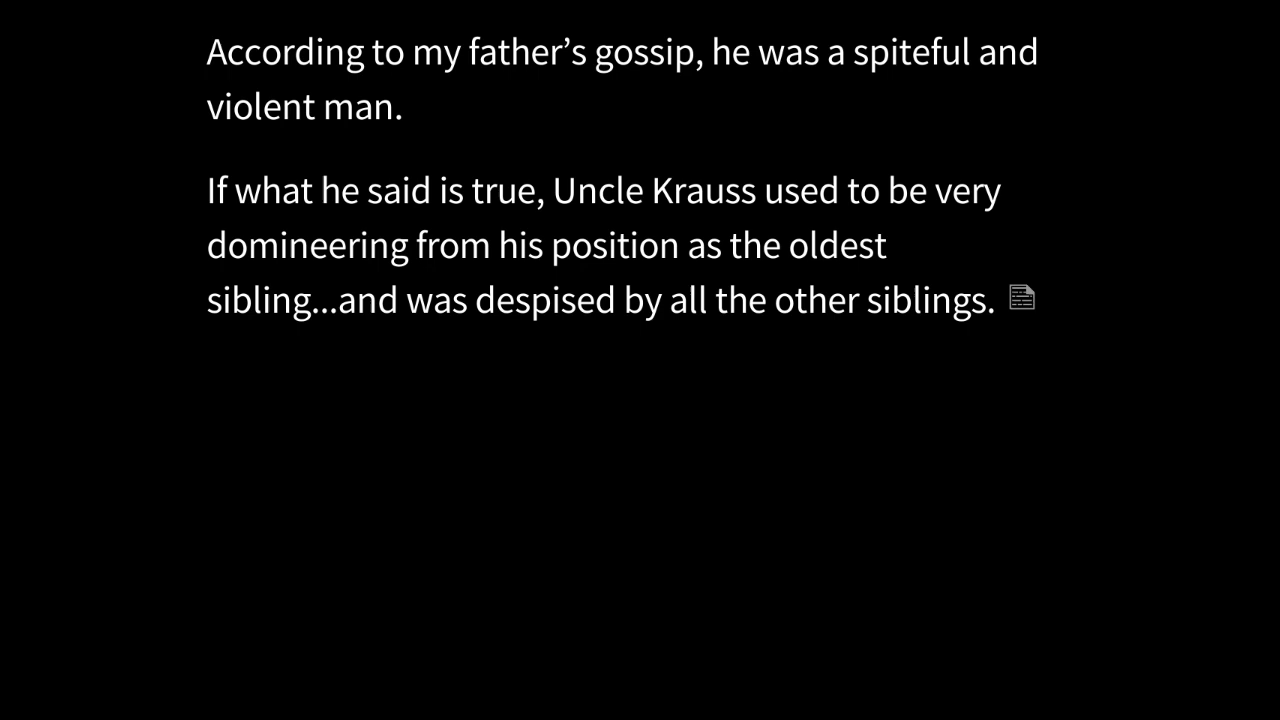 According to my father’s gossip, he was a spiteful and
violent man.
If what he said is true, Uncle Krauss used to be very
domineering from his position as the oldest
sibling...and was despised by all the other siblings.